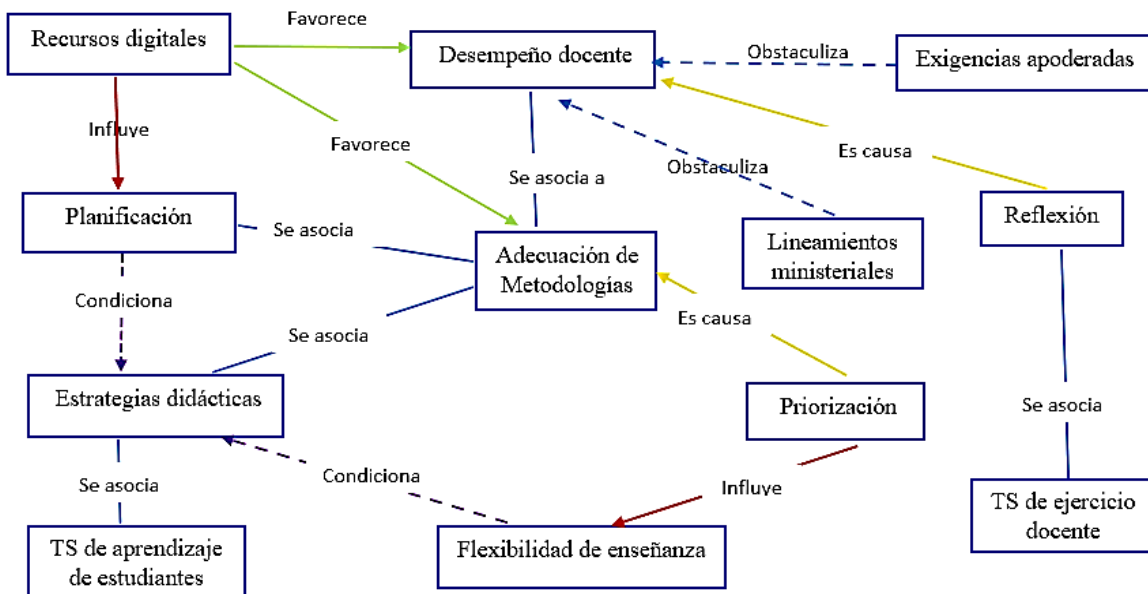 Favorece
Recursos digitales
Desempeño docente
Obstaculiza
Exigencias apoderadas
Influye
Favorece
Es causa
Obstaculiza
Se asocia a
Planificación
Se asocia
Adecuación de
Metodologías
Lineamientos
ministeriales
Reflexión
Condiciona
Es causa
Se asocia
Estrategias didácticas
Priorización
Se asocia
Condiciona
Se asocia
Influye
TS de aprendizaje
de estudiantes
Flexibilidad de enseñanza
TS de ejercicio
docente